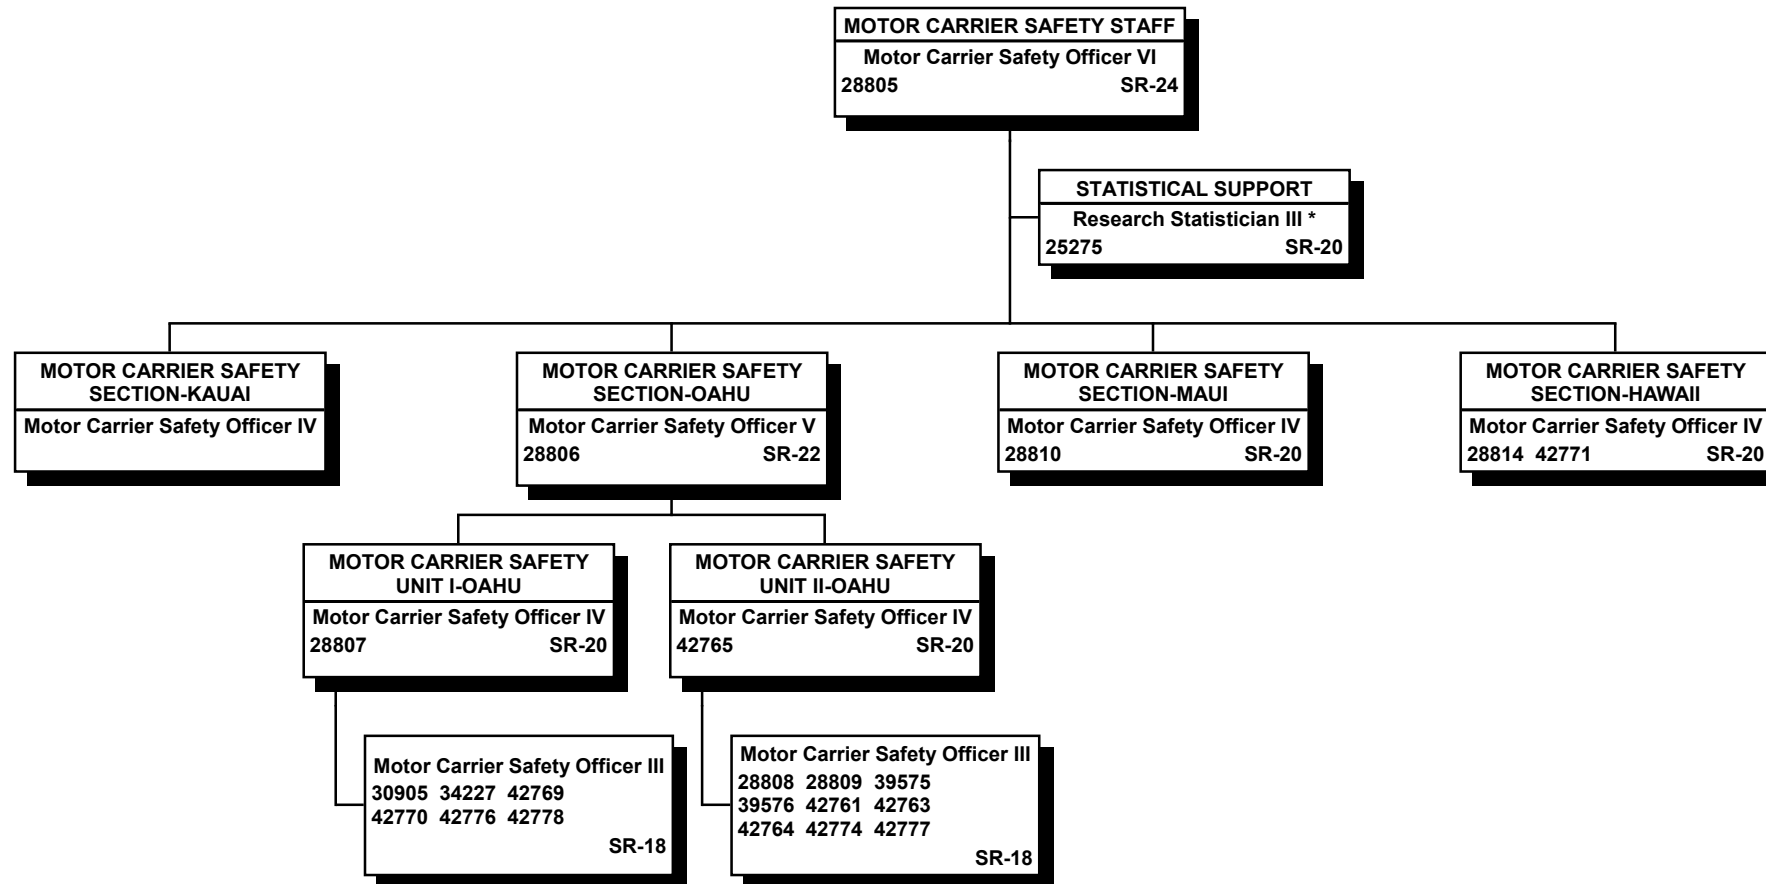 MOTOR CARRIER SAFETY STAFF
Motor Carrier Safety Officer VI
28805 SR-24
STATISTICAL SUPPORT
Research Statistician III *
25275 SR-20
MOTOR CARRIER SAFETY
SECTION-KAUAI
Motor Carrier Safety Officer IV
MOTOR CARRIER SAFETY
SECTION-OAHU
Motor Carrier Safety Officer V
28806 SR-22
MOTOR CARRIER SAFETY
SECTION-MAUI
Motor Carrier Safety Officer IV
28810 SR-20
MOTOR CARRIER SAFETY
SECTION-HAWAII
Motor Carrier Safety Officer IV
28814 42771 SR-20
MOTOR CARRIER SAFETY
UNIT I-OAHU
Motor Carrier Safety Officer IV
28807 SR-20
MOTOR CARRIER SAFETY
UNIT II-OAHU
Motor Carrier Safety Officer IV
42765 SR-20
Motor Carrier Safety Officer III
30905 34227 42769
42770 42776 42778
SR-18
Motor Carrier Safety Officer III
28808 28809 39575
39576 42761 42763
42764 42774 42777
SR-18